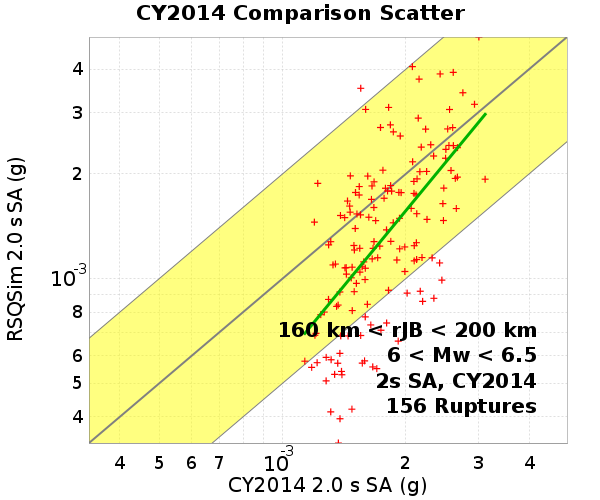 CY2014 Comparison Scatter
RSQSim 2.0 s SA (g)
4
3
2
10-3
8
6
5
4
160 km < rJB < 200 km
6 < Mw < 6.5
2s SA, CY2014
156 Ruptures
4 5 6 7 10-3 2 3 4
CY2014 2.0 s SA (g)